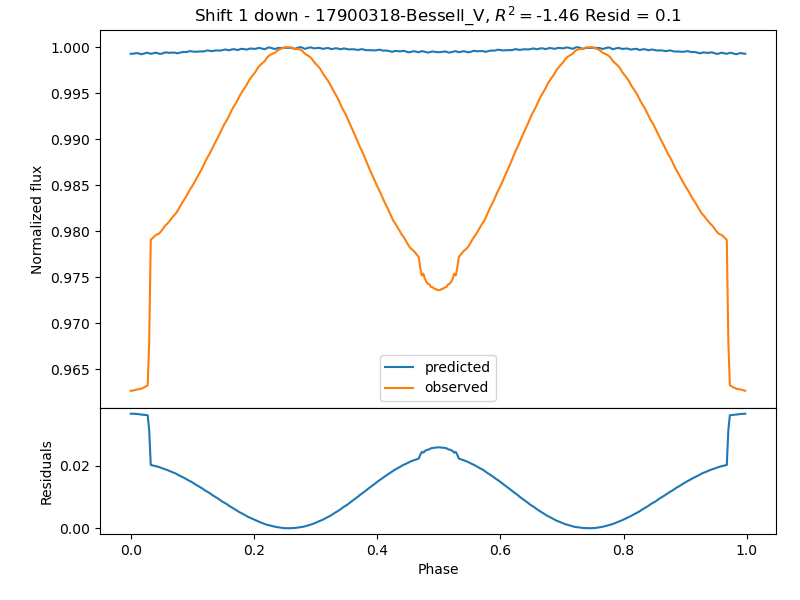 Shift 1 down - 17900318-Bessell_V, R² = -1.46 Resid = 0.1
1.000
0.995
0.990
0.985
0.980
0.975
0.970
0.965
Normalized flux
predicted
observed
0.02
0.00
Residuals
0.0 0.2 0.4 0.6 0.8 1.0
Phase